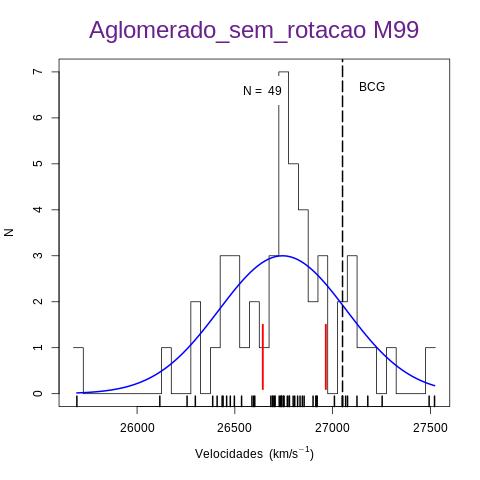 Aglomerado_sem_rotacao M99
N = 49
BCG
N
7
6
5
4
3
2
1
0
26000 26500 27000 27500
Velocidades (km/s⁻¹)